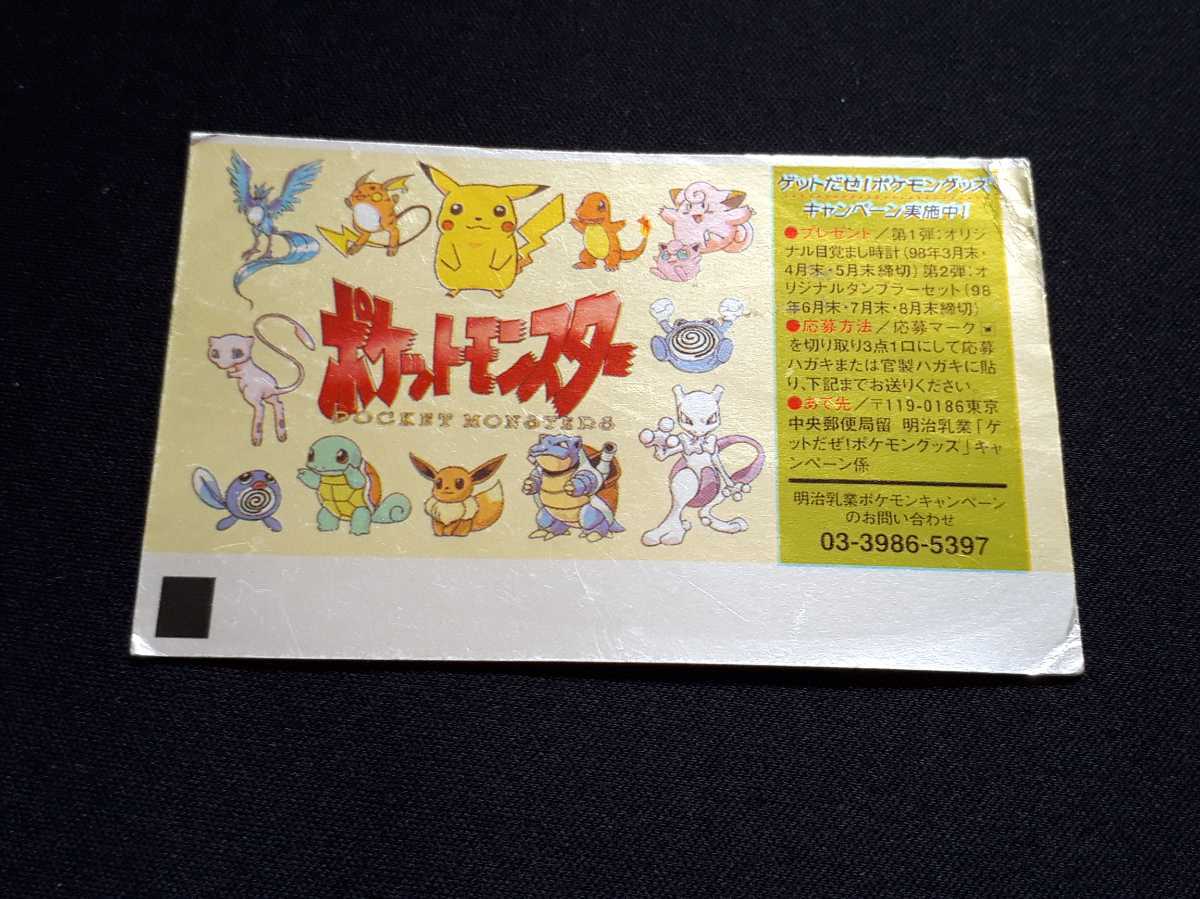 ポケットモンスター
POCKET MONSTERS
ゲットだぜ!ポケモングッズ
キャンペーン実施中!
●プレゼント/第1弾:オリジ
ナル目覚まし時計(98年3月末・
4月末・5月末締切)第2弾:オ
リジナルタンブラーセット(98
年6月末・7月末・8月末締切)
●応募方法/応募マーク
を切り取り3点1口にして応募
ハガキまたは官製ハガキに貼
り、下記までお送りください。
●あて先/〒119-0186東京
中央郵便局留 明治乳業「ゲ
ットだぜ!ポケモングッズ」キャ
ンペーン係
明治乳業ポケモンキャンペーン
のお問い合わせ
03-3986-5397